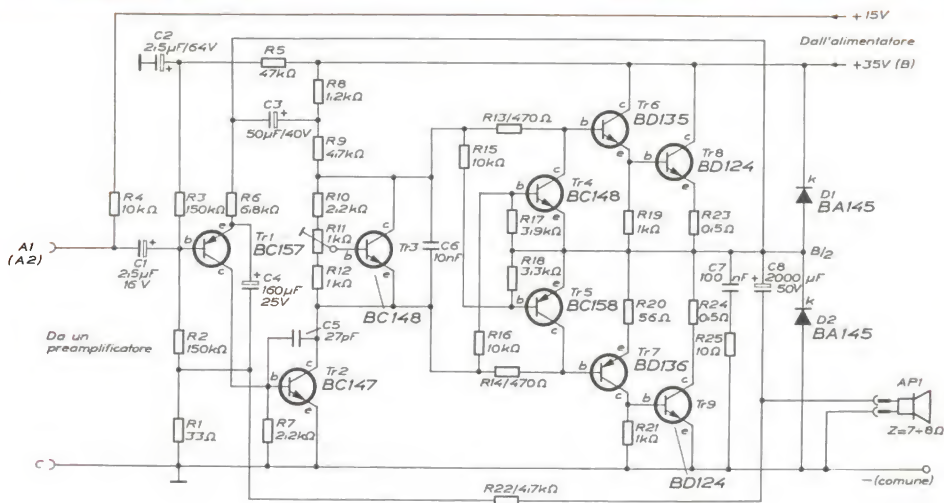 +15V
C2
2,5µF/64V
R5
47kΩ
Dall'alimentatore
+35V (B)
R8
1,2kΩ
C3
50µF/40V
R9
4,7kΩ
R13/470Ω
Tr6
BD135
b
c
e
Tr8
BD124
b
c
e
R15
10kΩ
R4
10kΩ
R3
150kΩ
R6
6,8kΩ
R10
2,2kΩ
R11
1kΩ
R12
1kΩ
Tr3
b
c
e
BC148
C6
10nF
Tr4
BC148
b
c
e
R17
3,9kΩ
R18
3,3kΩ
R19
1kΩ
R23
0,5Ω
k
D1
BA145
A1
(A2)
C1
2,5µF
16V
Tr1
BC157
b
e
c
C4
160µF
25V
B/2
C7
100 nF
C8
2000 µF
50V
Tr5
BC158
b
e
c
R20
56Ω
R24
0,5Ω
R25
10Ω
k
D2
BA145
Da un
preamplificatore
R2
150kΩ
C5
27pF
R16
10kΩ
Tr2
BC147
b
c
e
R14/470Ω
Tr7
BD136
b
e
c
Tr9
b
c
e
BD124
AP1
Z=7÷8Ω
R1
33Ω
R7
2,2kΩ
R21
1kΩ
C
R22/4,7kΩ
—(comune)